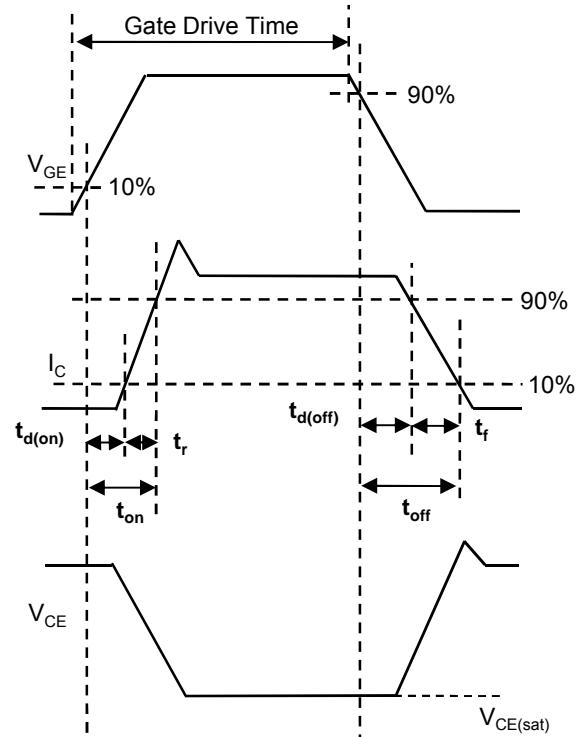 Gate Drive Time
90%
V_GE
10%
90%
I_C
10%
t_d(on)
t_r
t_d(off)
t_f
t_on
t_off
V_CE
V_CE(sat)